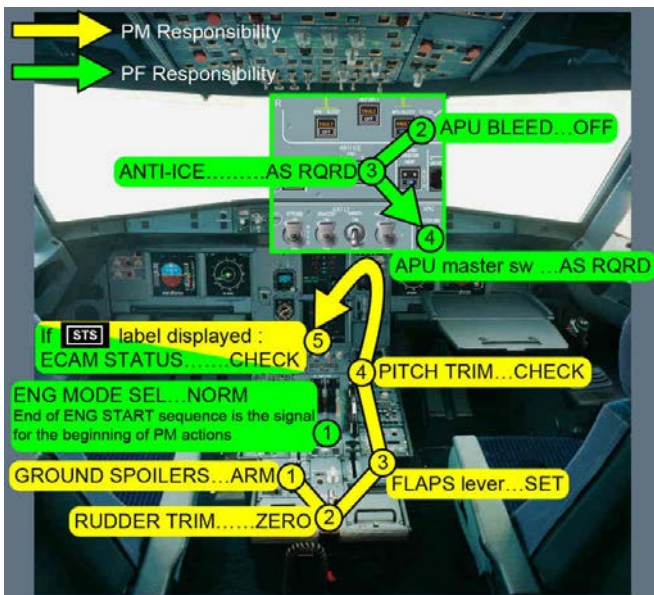 PM Responsibility
PF Responsibility
R
2
APU BLEED...OFF
ANTI-ICE.........AS RQRD
3
4
APU master sw ...AS RQRD
If STS label displayed :
ECAM STATUS.......CHECK
5
4
PITCH TRIM...CHECK
ENG MODE SEL...NORM
End of ENG START sequence is the signal
for the beginning of PM actions
1
GROUND SPOILERS...ARM
1
3
FLAPS lever...SET
RUDDER TRIM......ZERO
2